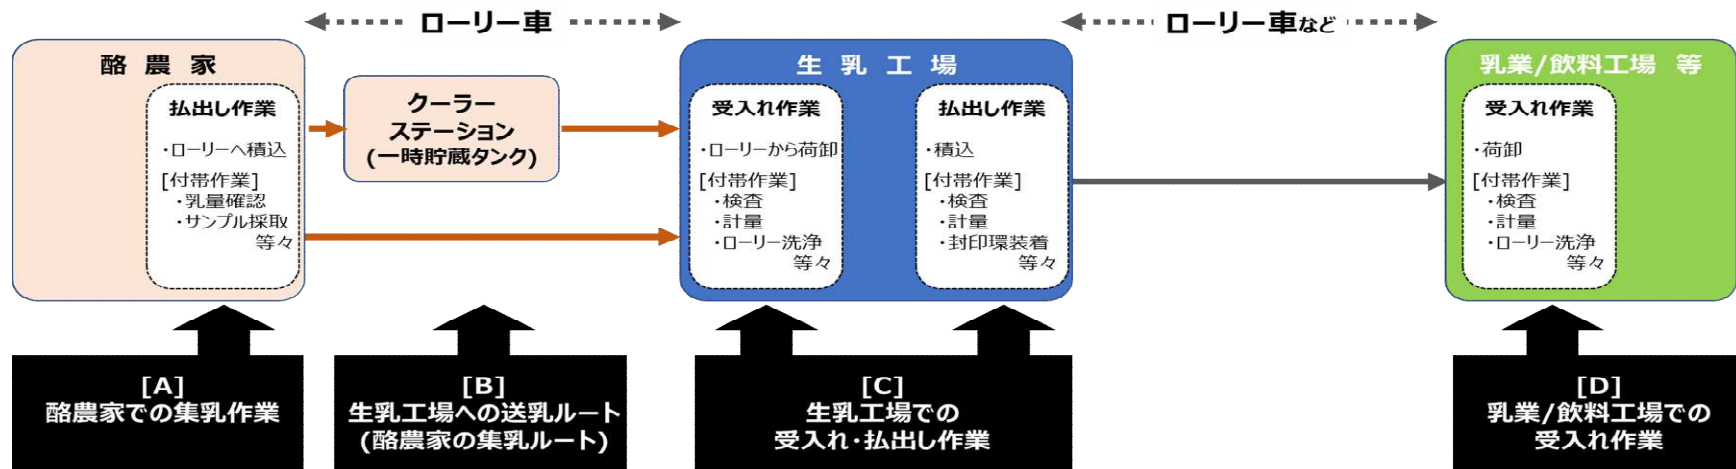 ローリー車
ローリー車など
酪農家
払出し作業
・ローリーへ積込
[付帯作業]
・乳量確認
・サンプル採取
等々
クーラー
ステーション
(一時貯蔵タンク)
生乳工場
受入れ作業
・ローリーから荷卸
[付帯作業]
・検査
・計量
・ローリー洗浄
等々
払出し作業
・積込
[付帯作業]
・検査
・計量
・封印環装着
等々
乳業/飲料工場 等
受入れ作業
・荷卸
[付帯作業]
・検査
・計量
・ローリー洗浄
等々
[A]
酪農家での集乳作業
[B]
生乳工場への送乳ルート
(酪農家の集乳ルート)
[C]
生乳工場での
受入れ・払出し作業
[D]
乳業/飲料工場での
受入れ作業